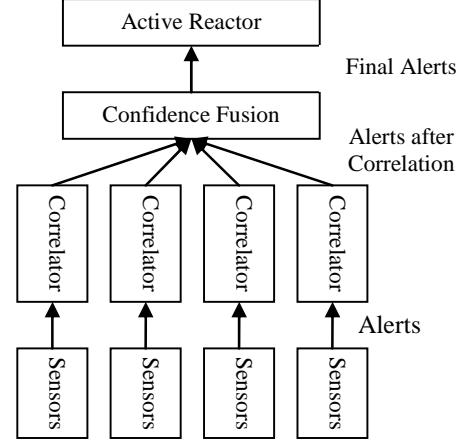 Active Reactor
Final Alerts
Confidence Fusion
Alerts after
Correlation
Correlator
Correlator
Correlator
Correlator
Alerts
Sensors
Sensors
Sensors
Sensors